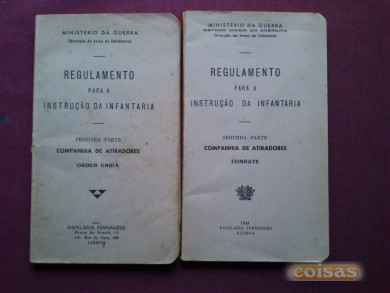 MINISTÉRIO DA GUERRA
(Direcção da Arma de Infantaria)
REGULAMENTO
PARA A
INSTRUÇÃO DA INFANTARIA
PRIMEIRA PARTE
COMPANHIA DE ATIRADORES
ORDEM UNIDA
PAPELARIA FERNANDES
LISBOA
MINISTÉRIO DA GUERRA
ESTADO MAIOR DO EXÉRCITO
Direcção da Arma de Infantaria
REGULAMENTO
PARA A
INSTRUÇÃO DA INFANTARIA
SEGUNDA PARTE
COMPANHIA DE ATIRADORES
COMBATE
PAPELARIA FERNANDES
LISBOA
coisas